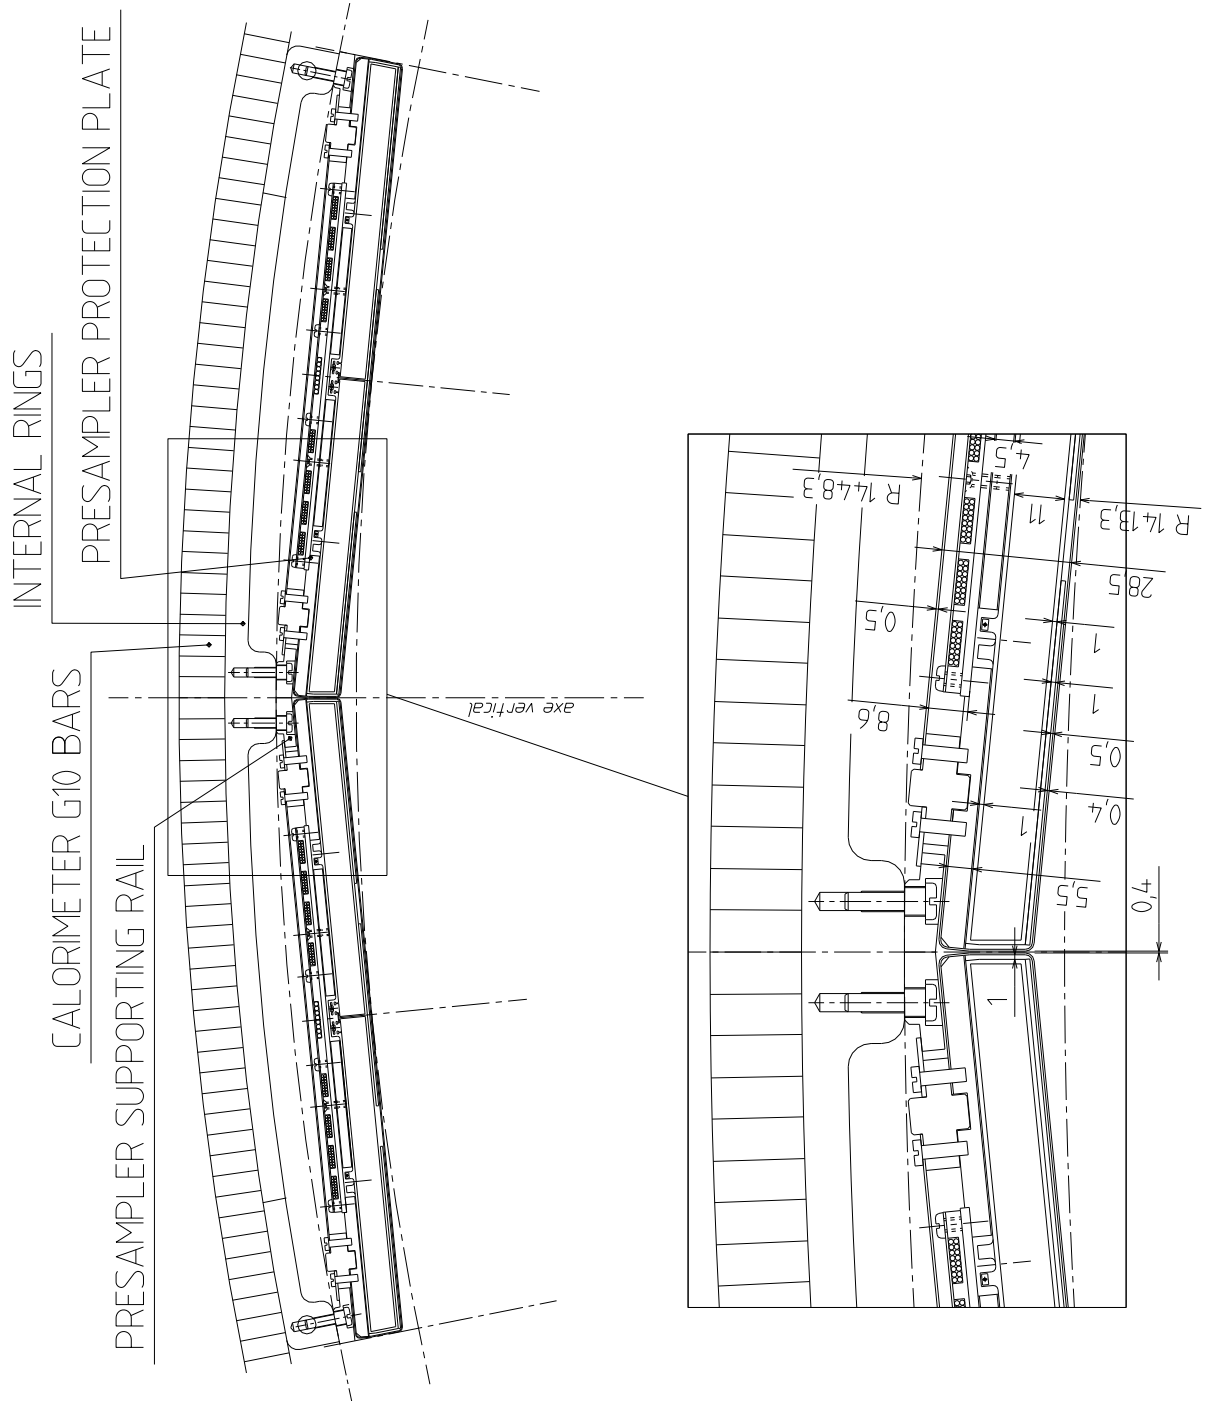 INTERNAL RINGS
PRESAMPLER PROTECTION PLATE
CALORIMETER G10 BARS
PRESAMPLER SUPPORTING RAIL
axe vertical
R 1448,3
4,5
11
R 1413,3
28,5
0,5
1
1
8,6
0,5
0,4
1
5,5
0,4
1